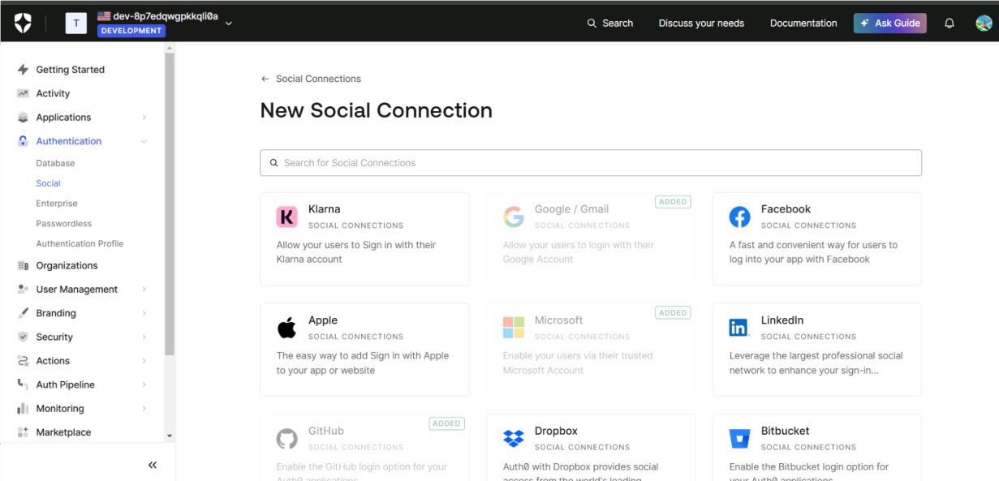 T
dev-8p7edqwgpkkqli0a
DEVELOPMENT
Search
Discuss your needs
Documentation
Ask Guide
Getting Started
Activity
Applications
Authentication
Database
Social
Enterprise
Passwordless
Authentication Profile
Organizations
User Management
Branding
Security
Actions
Auth Pipeline
Monitoring
Marketplace
← Social Connections
New Social Connection
Search for Social Connections
Klarna
SOCIAL CONNECTIONS
Allow your users to Sign in with their
Klarna account
ADDED
Google / Gmail
SOCIAL CONNECTIONS
Allow your users to login with their
Google Account
Facebook
SOCIAL CONNECTIONS
A fast and convenient way for users to
log into your app with Facebook
Apple
SOCIAL CONNECTIONS
The easy way to add Sign in with Apple
to your app or website
ADDED
Microsoft
SOCIAL CONNECTIONS
Enable your users via their trusted
Microsoft Account
LinkedIn
SOCIAL CONNECTIONS
Leverage the largest professional social
network to enhance your sign-in...
ADDED
GitHub
SOCIAL CONNECTIONS
Enable the GitHub login option for your
Auth0 applications
Dropbox
SOCIAL CONNECTIONS
Auth0 with Dropbox provides social
access from the world's leading
Bitbucket
SOCIAL CONNECTIONS
Enable the Bitbucket login option for
your Auth0 applications